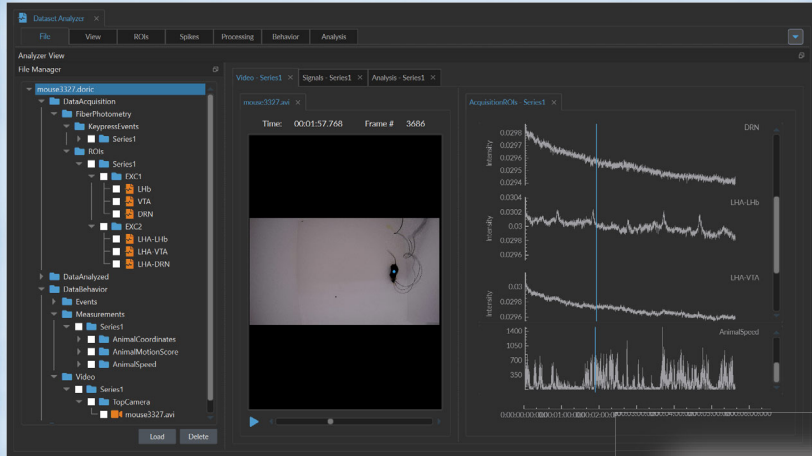 Dataset Analyzer ×
File View ROIs Spikes Processing Behavior Analysis
Analyzer View
File Manager
mouse3327.doric
DataAcquisition
FiberPhotometry
KeypressEvents
Series1
ROIs
Series1
EXC1
LHb
VTA
DRN
EXC2
LHA-LHb
LHA-VTA
LHA-DRN
DataAnalyzed
DataBehavior
Events
Measurements
Series1
AnimalCoordinates
AnimalMotionScore
AnimalSpeed
Video
Series1
TopCamera
mouse3327.avi
Load Delete
Video - Series1 × Signals - Series1 × Analysis - Series1 ×
mouse3327.avi ×
Time: 00:01:57.768 Frame # 3686
AcquisitionROIs - Series1 ×
DRN
Intensity
0.0298
0.0297
0.0296
0.0295
0.0294
LHA-LHb
Intensity
0.0304
0.0302
0.03
0.0298
0.0296
LHA-VTA
Intensity
0.03
0.0298
0.0296
AnimalSpeed
1400
1050
700
350